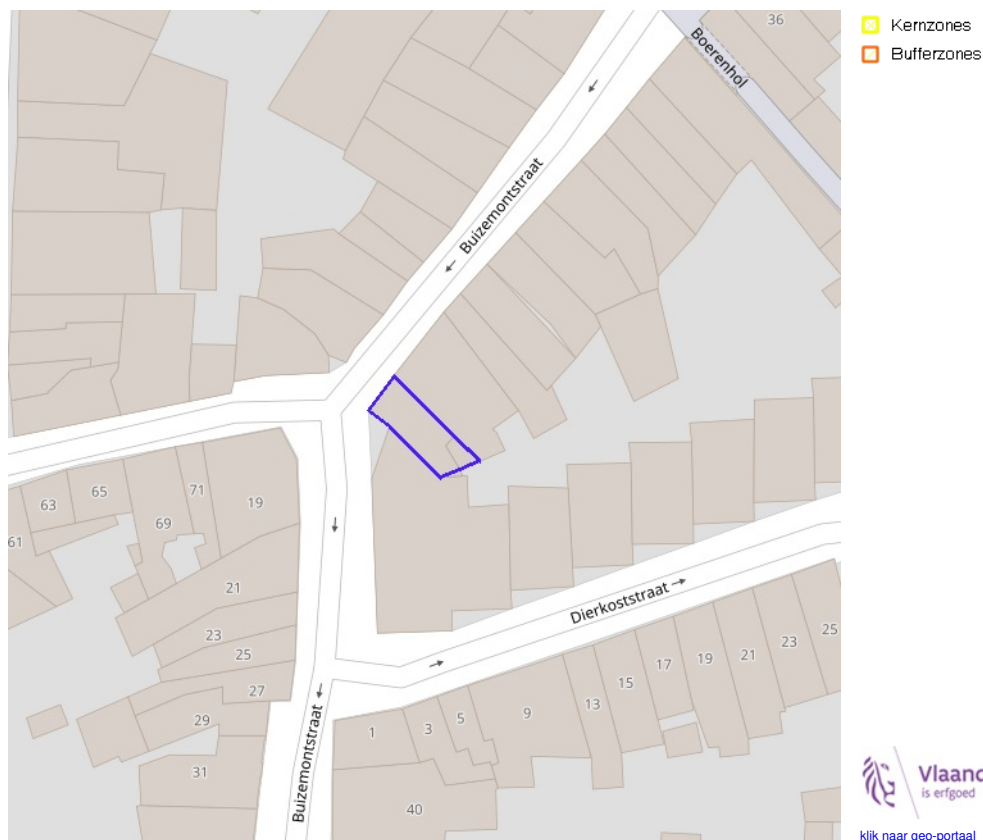 36
Boerenhol
Buizemontstraat
63
65
71
19
69
61
21
23
25
27
29
31
Buizemontstraat
Dierkoststraat
1
3
5
9
13
15
17
19
21
23
25
40
Kernzones
Bufferzones
Vlaand
is erfgoed
klik naar geo-portaal